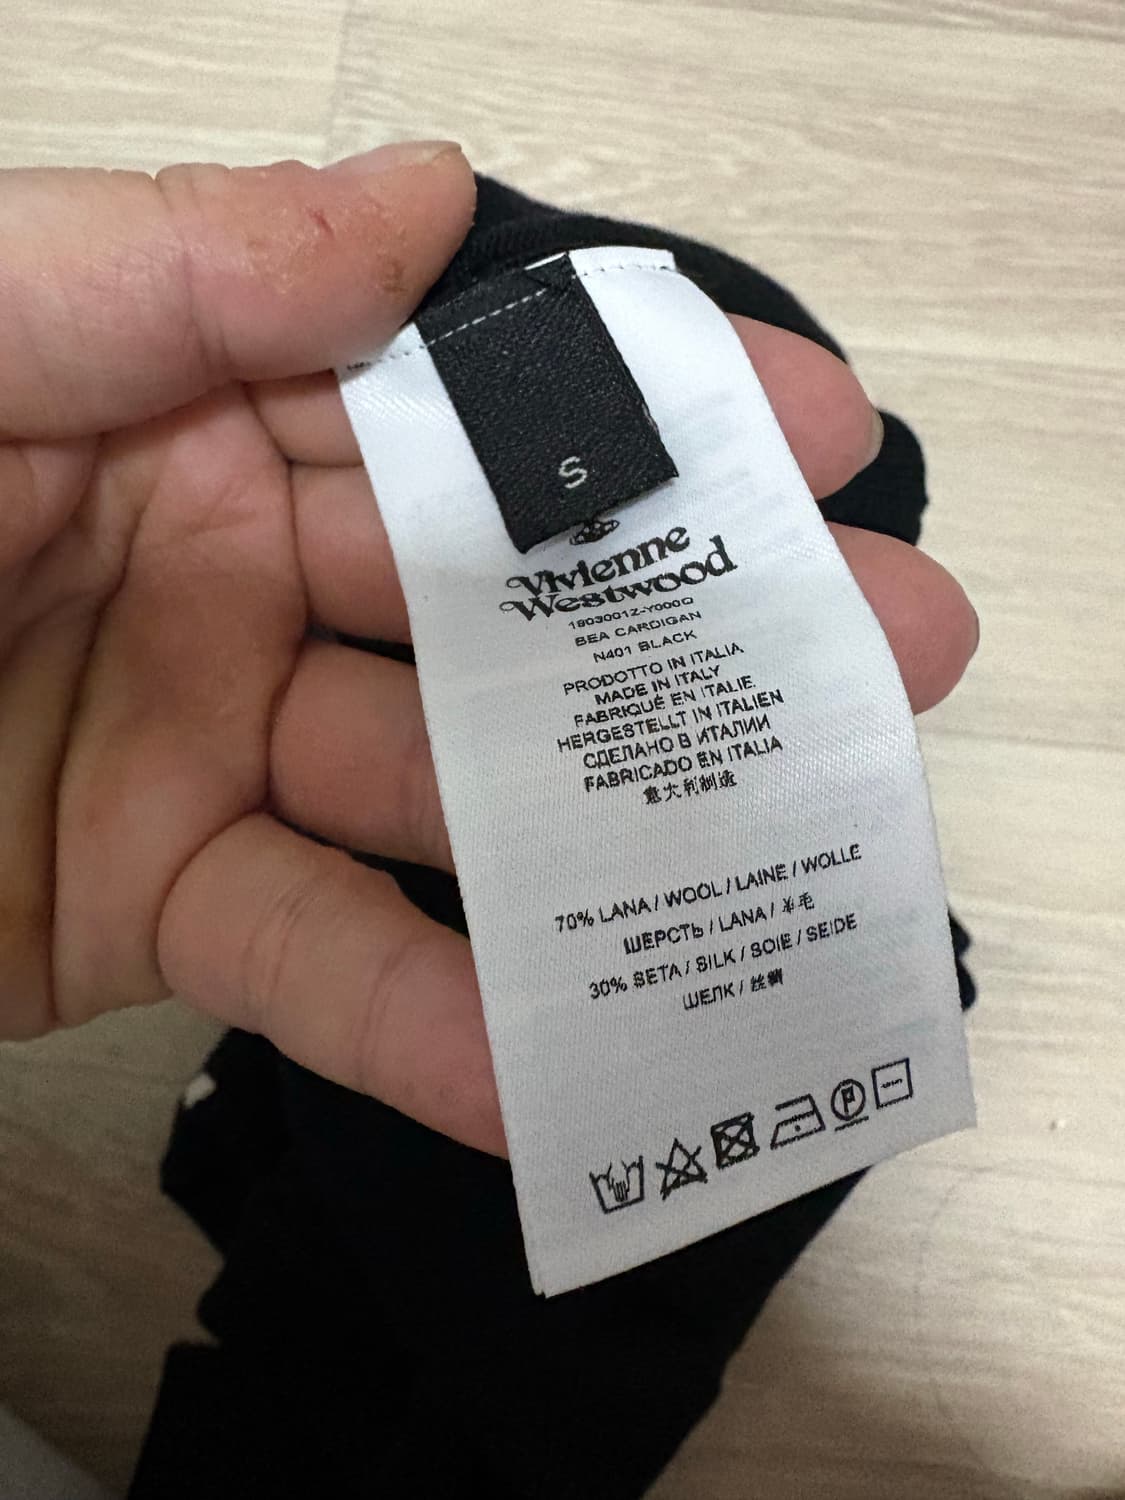 S
Vivienne
Westwood
1803001Z-Y000Q
BEA CARDIGAN
N401 BLACK
PRODOTTO IN ITALIA
MADE IN ITALY
FABRIQUÉ EN ITALIE
HERGESTELLT IN ITALIEN
СДЕЛАНО В ИТАЛИИ
FABRICADO EN ITALIA
意大利制造
70% LANA / WOOL / LAINE / WOLLE
ШЕРСТЬ / LANA / 羊毛
30% SETA / SILK / SOIE / SEIDE
ШЕЛК / 丝绸
P